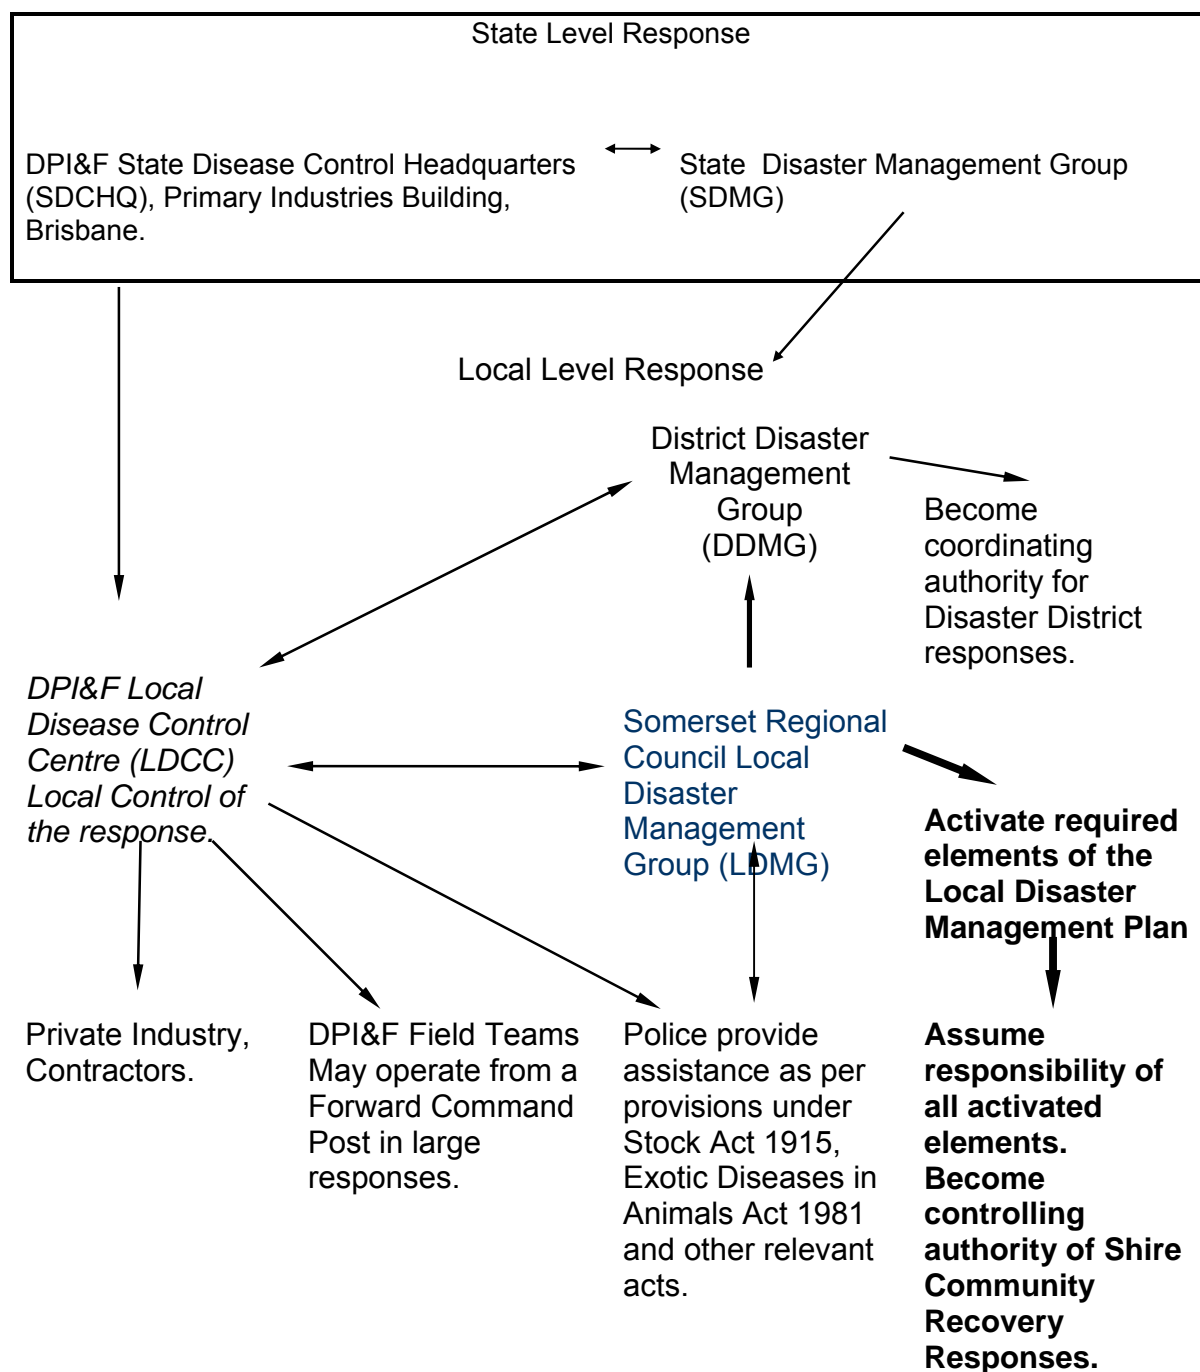 State Level Response
DPI&F State Disease Control Headquarters
(SDCHQ), Primary Industries Building,
Brisbane.
State  Disaster Management Group
(SDMG)
Local Level Response
District Disaster
Management
Group
(DDMG)
Become
coordinating
authority for
Disaster District
responses.
DPI&F Local
Disease Control
Centre (LDCC)
Local Control of
the response.
Somerset Regional
Council Local
Disaster
Management
Group (LDMG)
Activate required
elements of the
Local Disaster
Management Plan
Private Industry,
Contractors.
DPI&F Field Teams
May operate from a
Forward Command
Post in large
responses.
Police provide
assistance as per
provisions under
Stock Act 1915,
Exotic Diseases in
Animals Act 1981
and other relevant
acts.
Assume
responsibility of
all activated
elements.
Become
controlling
authority of Shire
Community
Recovery
Responses.